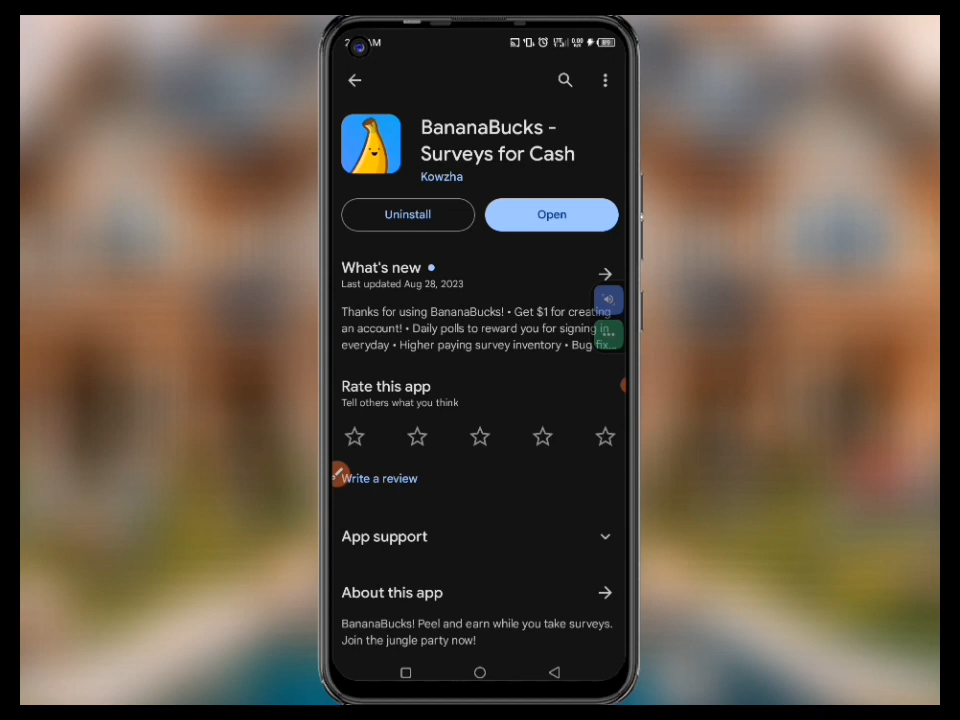 AM
BananaBucks -
Surveys for Cash
Kowzha
Uninstall
Open
What's new
Last updated Aug 28, 2023
Thanks for using BananaBucks! • Get $1 for creating
an account! • Daily polls to reward you for signing in
everyday • Higher paying survey inventory • Bug fix...
Rate this app
Tell others what you think
Write a review
App support
About this app
BananaBucks! Peel and earn while you take surveys.
Join the jungle party now!